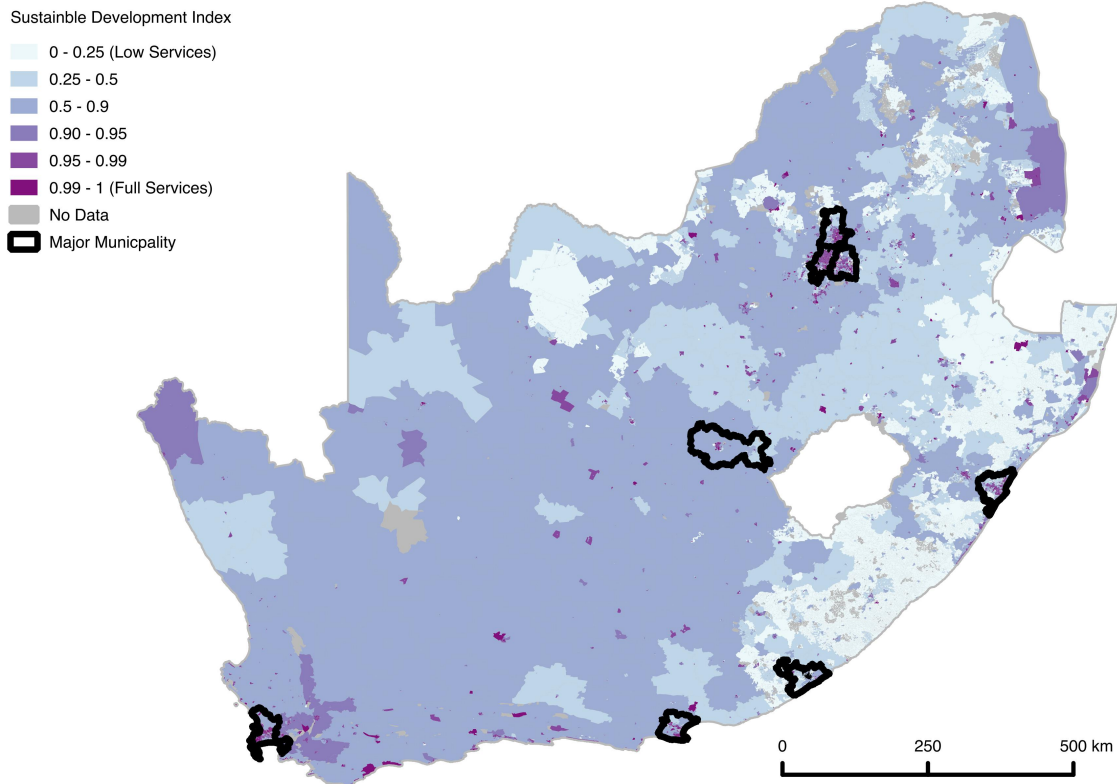 Sustainble Development Index
0 - 0.25 (Low Services)
0.25 - 0.5
0.5 - 0.9
0.90 - 0.95
0.95 - 0.99
0.99 - 1 (Full Services)
No Data
Major Municpality
0 250 500 km